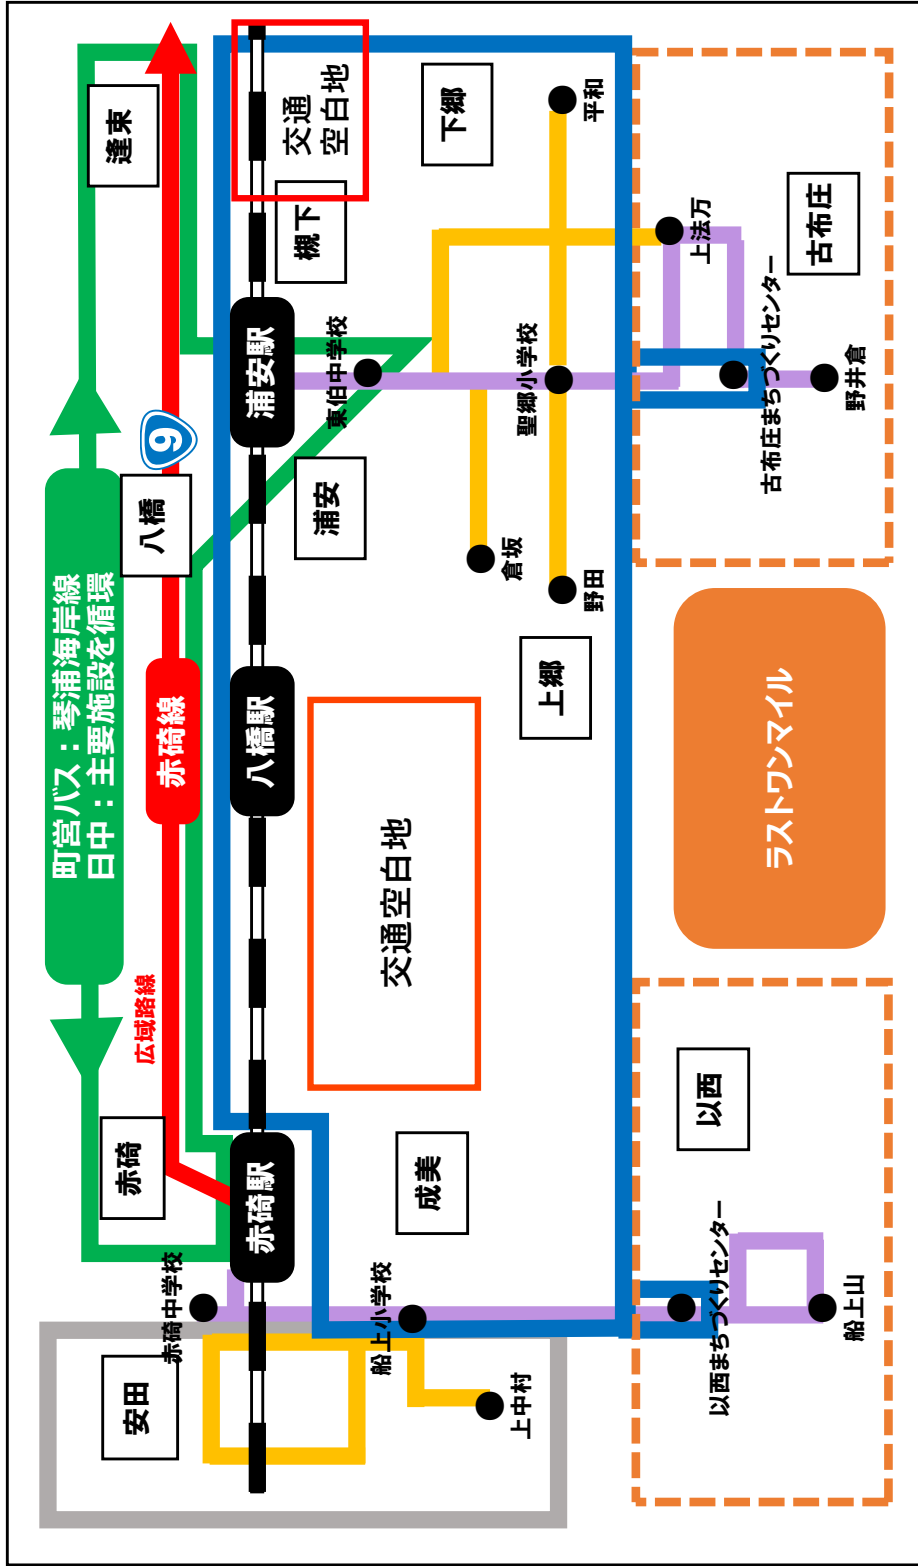 町営バス：琴浦海岸線
日中：主要施設を循環
広域路線
赤碕線
9
赤碕
八橋
逢束
赤碕駅
八橋駅
浦安駅
槻下
交通
空白地
安田
赤碕中学校
東伯中学校
浦安
下郷
交通空白地
成美
船上小学校
上中村
倉坂
聖郷小学校
野田
平和
上郷
以西
以西まちづくりセンター
船上山
ラストワンマイル
上法万
古布庄
古布庄まちづくりセンター
野井倉